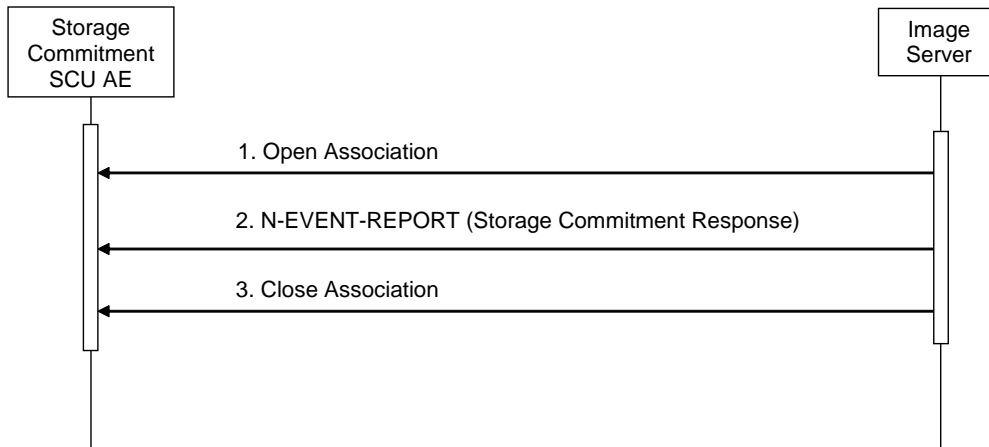 Storage
Commitment
SCU AE
Image
Server
1. Open Association
2. N-EVENT-REPORT (Storage Commitment Response)
3. Close Association